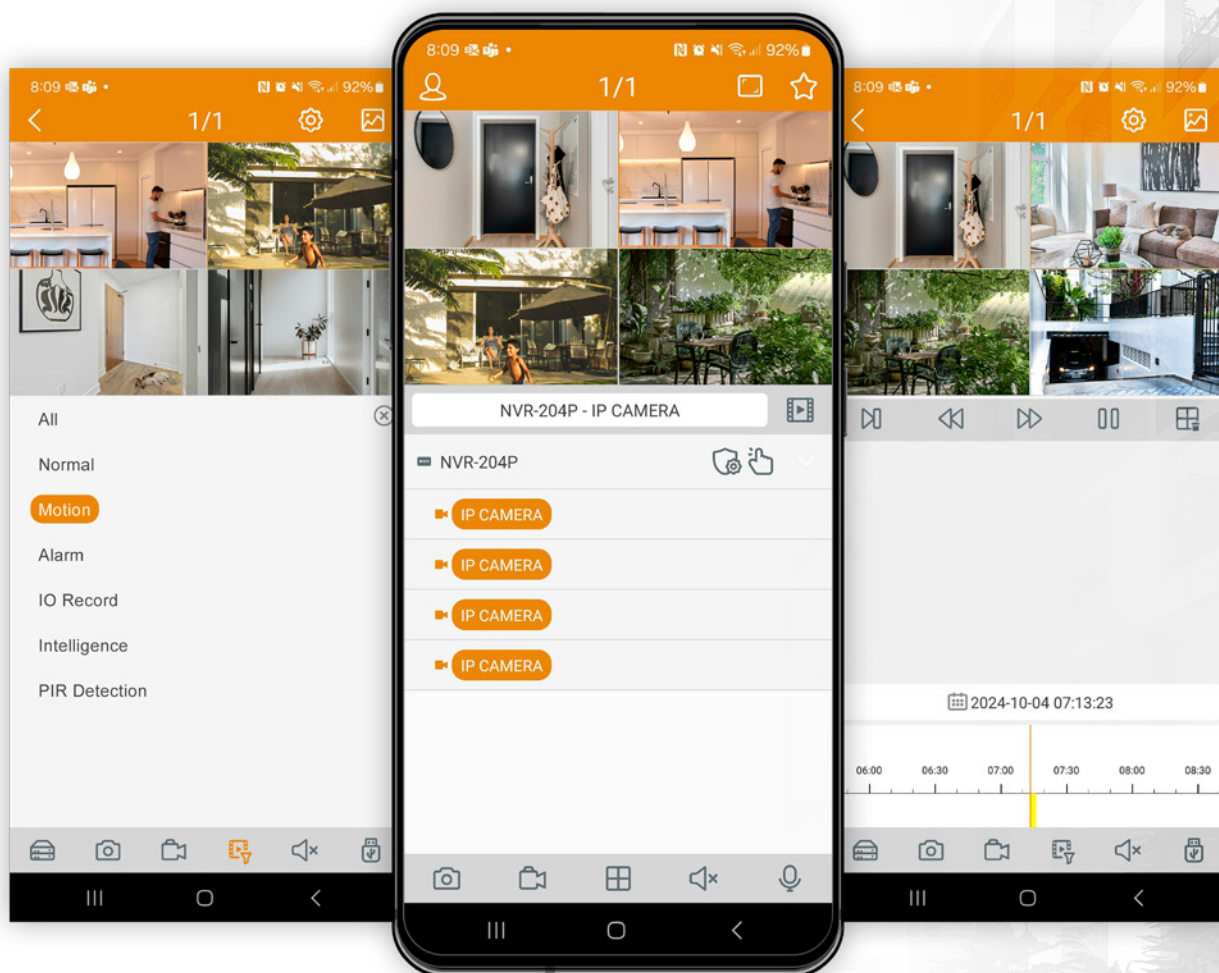 8:09
92%
1/1
All
Normal
Motion
Alarm
IO Record
Intelligence
PIR Detection
8:09
92%
1/1
NVR-204P - IP CAMERA
NVR-204P
IP CAMERA
IP CAMERA
IP CAMERA
IP CAMERA
8:09
92%
1/1
2024-10-04 07:13:23
06:00 06:30 07:00 07:30 08:00 08:30